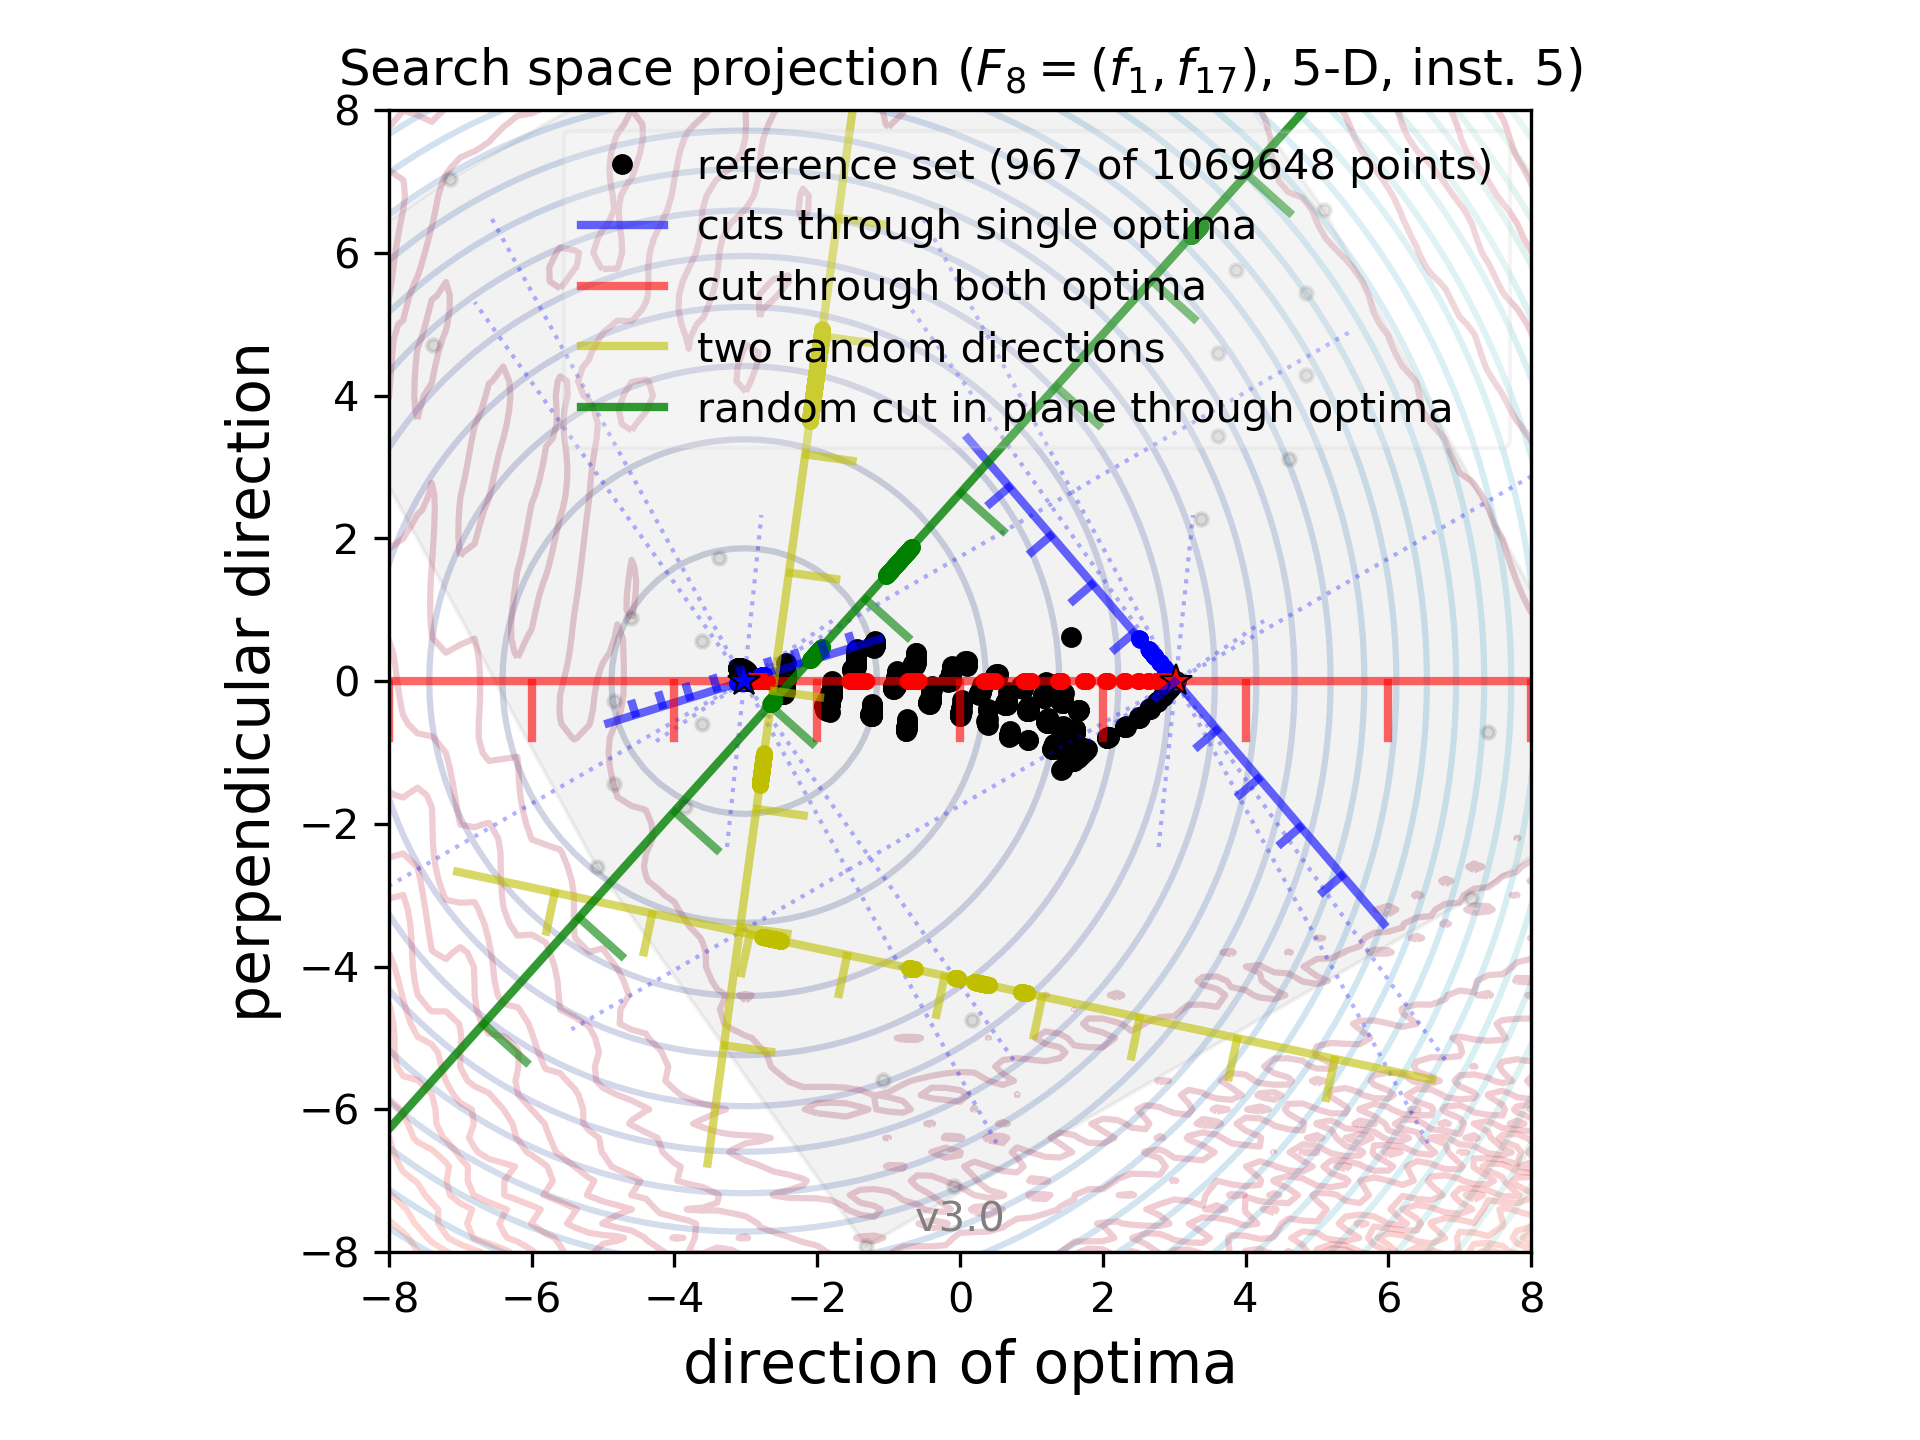 Search space projection (F₈ = (f₁, f₁₇), 5-D, inst. 5)
8
6
4
2
0
−2
−4
−6
−8
perpendicular direction
reference set (967 of 1069648 points)
cuts through single optima
cut through both optima
two random directions
random cut in plane through optima
v3.0
−8 −6 −4 −2 0 2 4 6 8
direction of optima